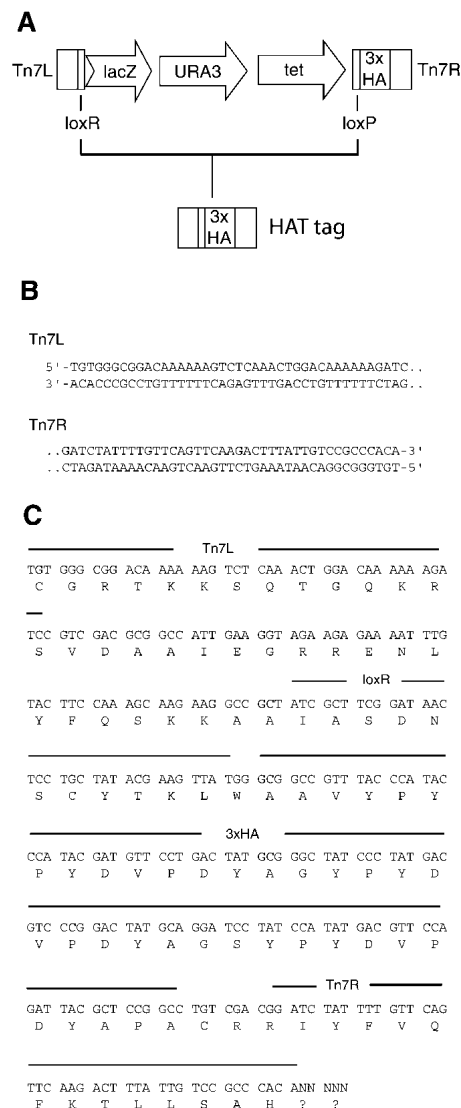 A
Tn7L
lacZ
URA3
tet
3x
HA
Tn7R
loxR
loxP
3x
HA
HAT tag
B
Tn7L
5'-TGTGGGCGGACAAAAAAGTCTCAAACTGGACAAAAAAGATC..
3'-ACACCCGCCTGTTTTTTCAGAGTTTGACCTGTTTTTTCTAG..
Tn7R
..GATCTATTTTGTTCAGTTCAAGACTTTATTGTCCGCCCACA-3'
..CTAGATAAAACAAGTCAAGTTCTGAAATAACAGGCGGGTGT-5'
C
Tn7L
TGT GGG CGG ACA AAA AAG TCT CAA ACT GGA CAA AAA AGA
C G R T K K S Q T G Q K R
TCC GTC GAC GCG GCC ATT GAA GGT AGA AGA GAA AAT TTG
S V D A A I E G R R E N L
loxR
TAC TTC CAA AGC AAG AAG GCC GCT ATC GCT TCG GAT AAC
Y F Q S K K A A I A S D N
TCC TGC TAT ACG AAG TTA TGG GCG GCC GTT TAC CCA TAC
S C Y T K L W A A V Y P Y
3xHA
CCA TAC GAT GTT CCT GAC TAT GCG GGC TAT CCC TAT GAC
P Y D V P D Y A G Y P Y D
GTC CCG GAC TAT GCA GGA TCC TAT CCA TAT GAC GTT CCA
V P D Y A G S Y P Y D V P
Tn7R
GAT TAC GCT CCG GCC TGT CGA CGG ATC TAT TTT GTT CAG
D Y A P A C R R I Y F V Q
TTC AAG ACT TTA TTG TCC GCC CAC ANN NNN
F K T L L S A H ? ?